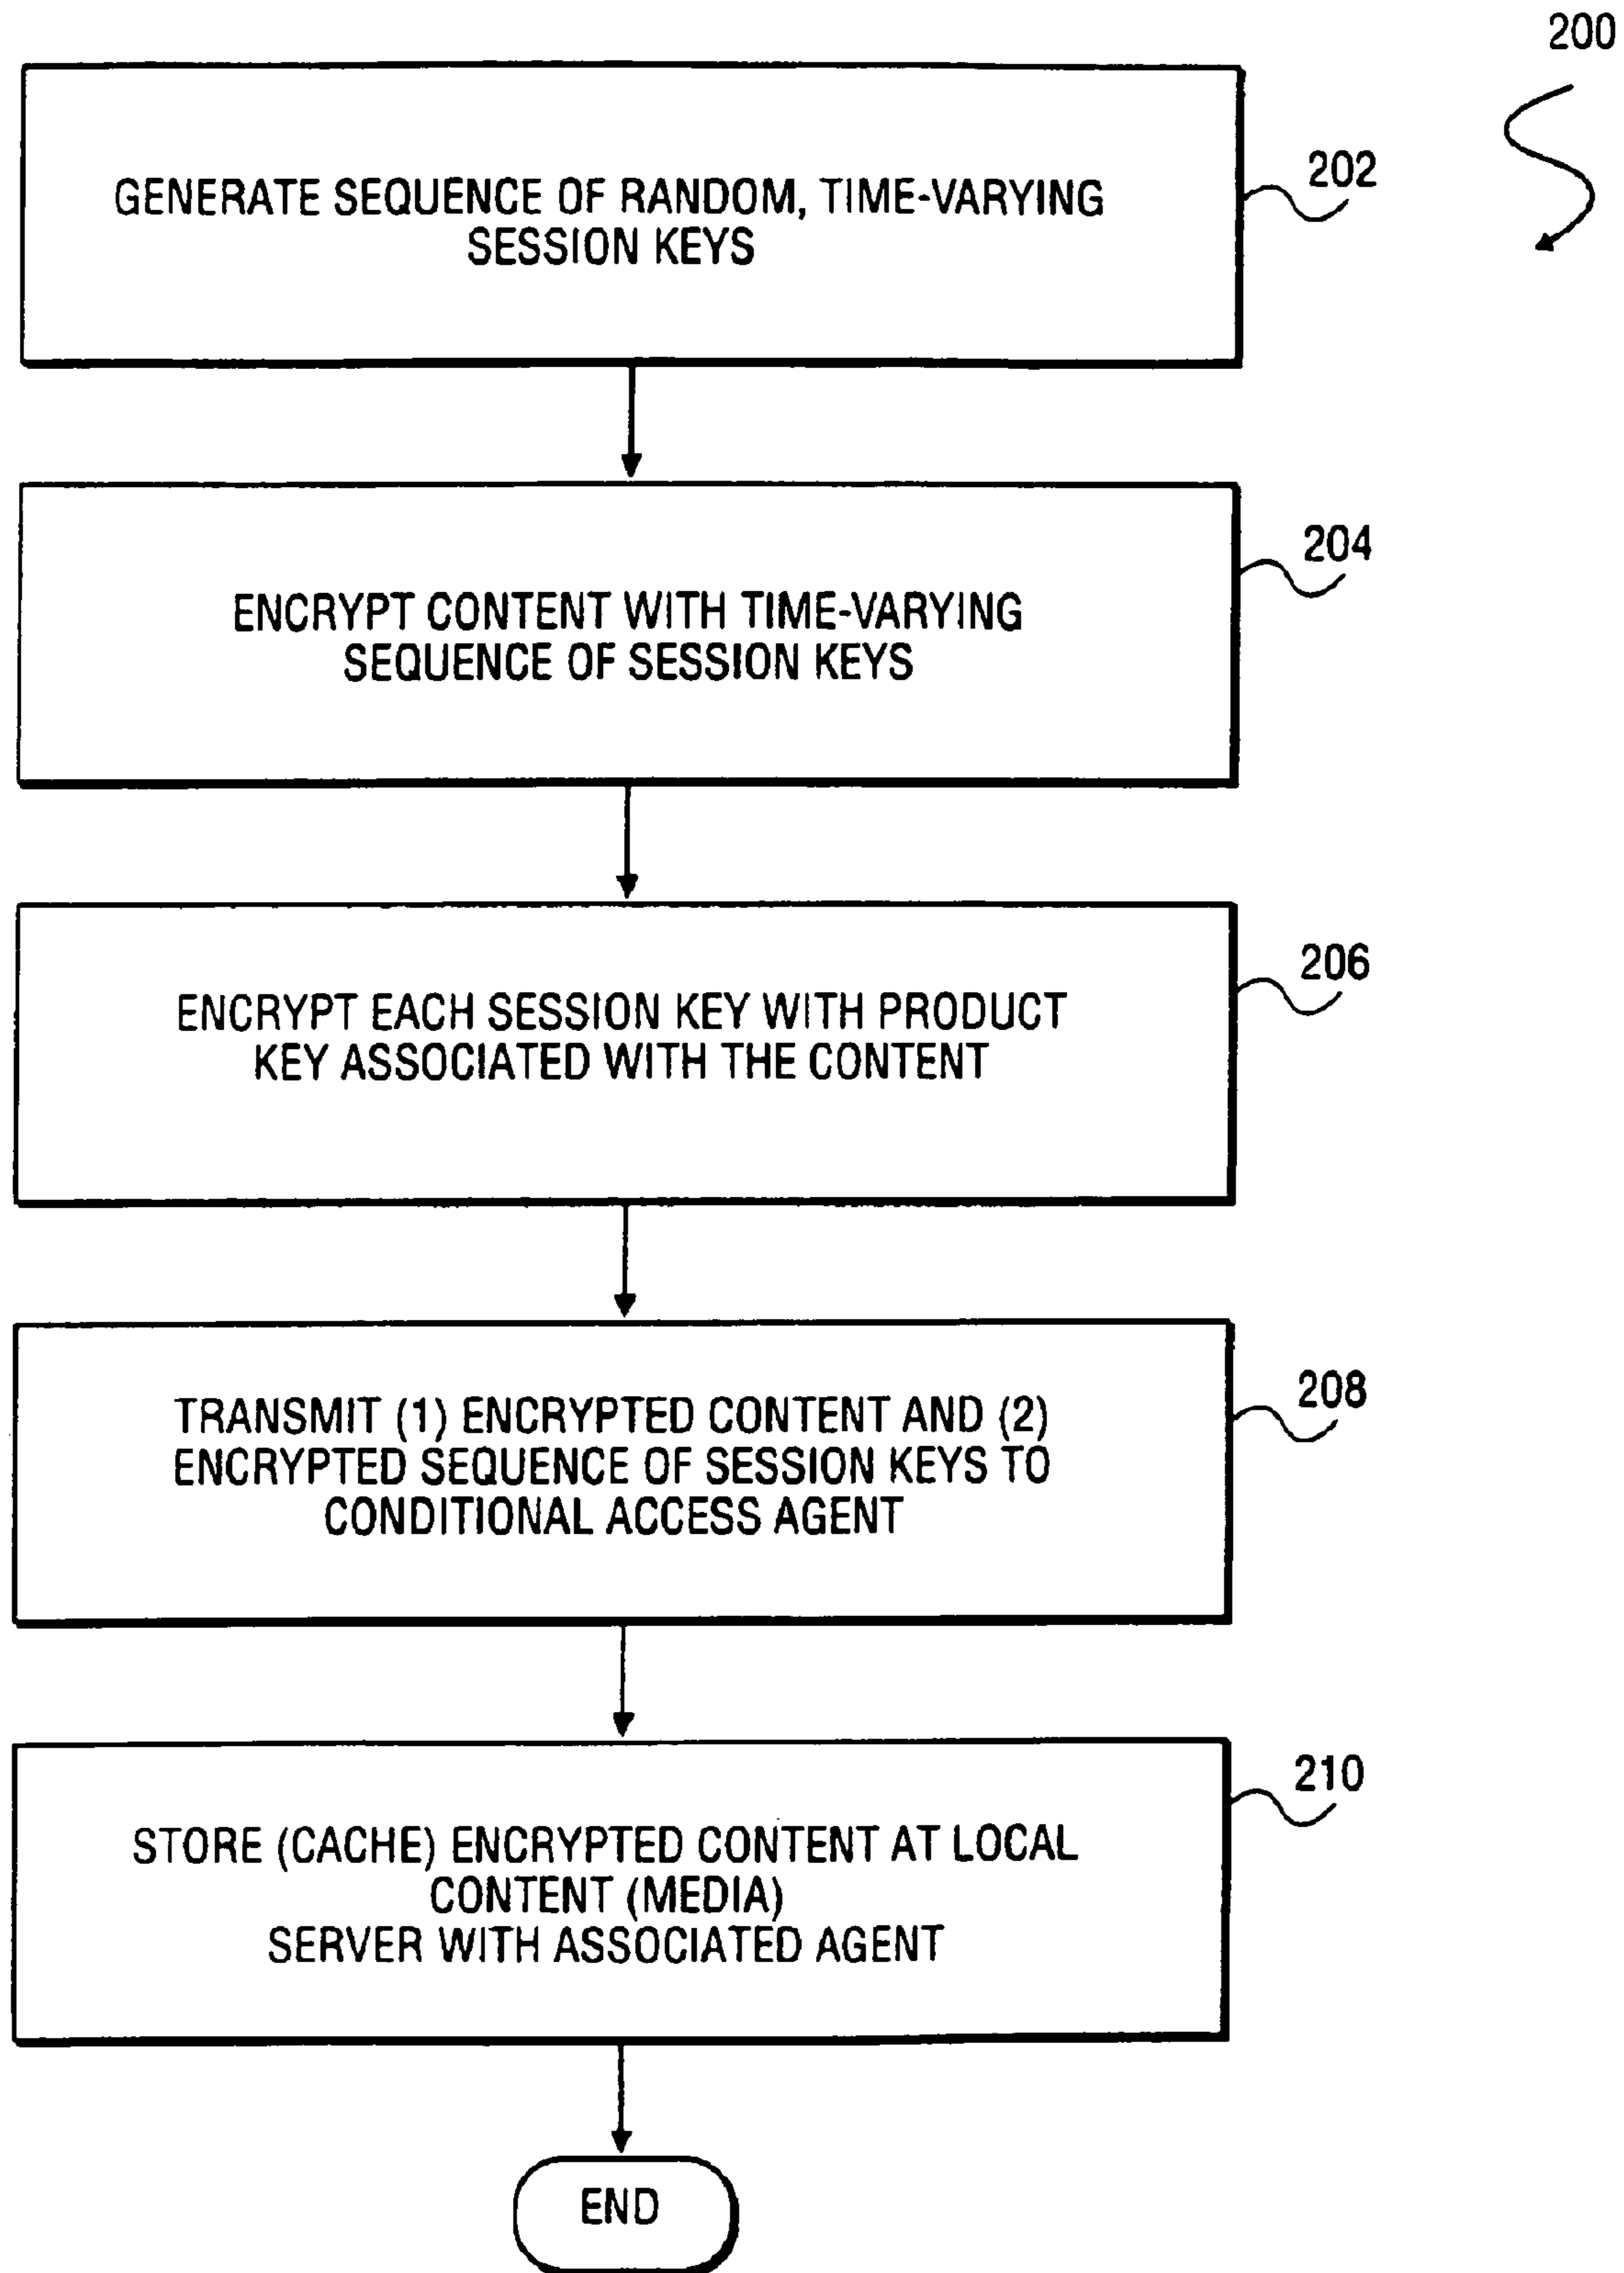 200
GENERATE SEQUENCE OF RANDOM, TIME-VARYING
SESSION KEYS
202
ENCRYPT CONTENT WITH TIME-VARYING
SEQUENCE OF SESSION KEYS
204
ENCRYPT EACH SESSION KEY WITH PRODUCT
KEY ASSOCIATED WITH THE CONTENT
206
TRANSMIT (1) ENCRYPTED CONTENT AND (2)
ENCRYPTED SEQUENCE OF SESSION KEYS TO
CONDITIONAL ACCESS AGENT
208
STORE (CACHE) ENCRYPTED CONTENT AT LOCAL
CONTENT (MEDIA)
SERVER WITH ASSOCIATED AGENT
210
END